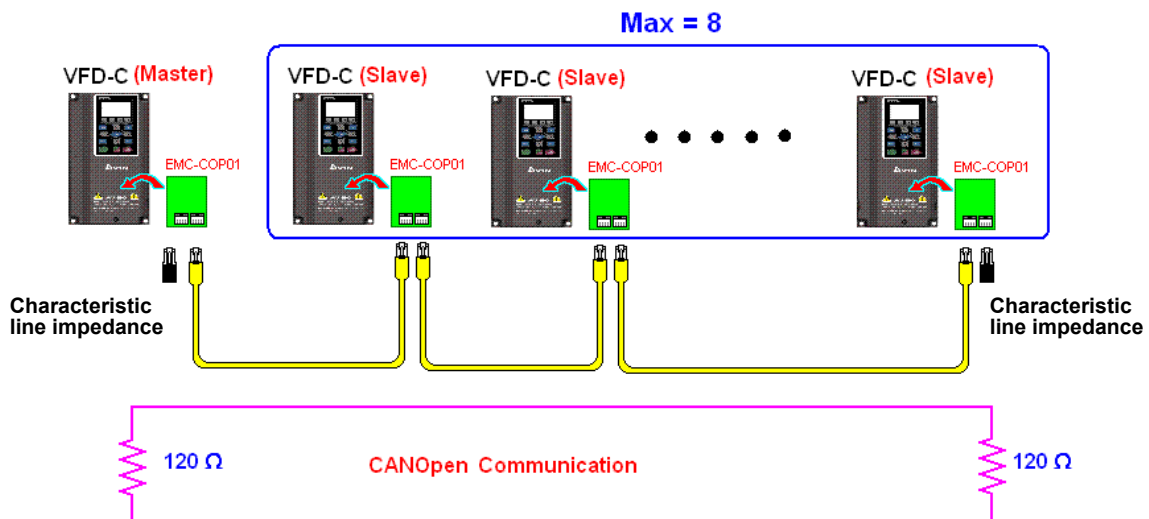 Max = 8
VFD-C (Master)
VFD-C (Slave)
VFD-C (Slave)
VFD-C (Slave)
EMC-COP01
EMC-COP01
EMC-COP01
EMC-COP01
Characteristic
line impedance
Characteristic
line impedance
120 Ω
CANOpen Communication
120 Ω